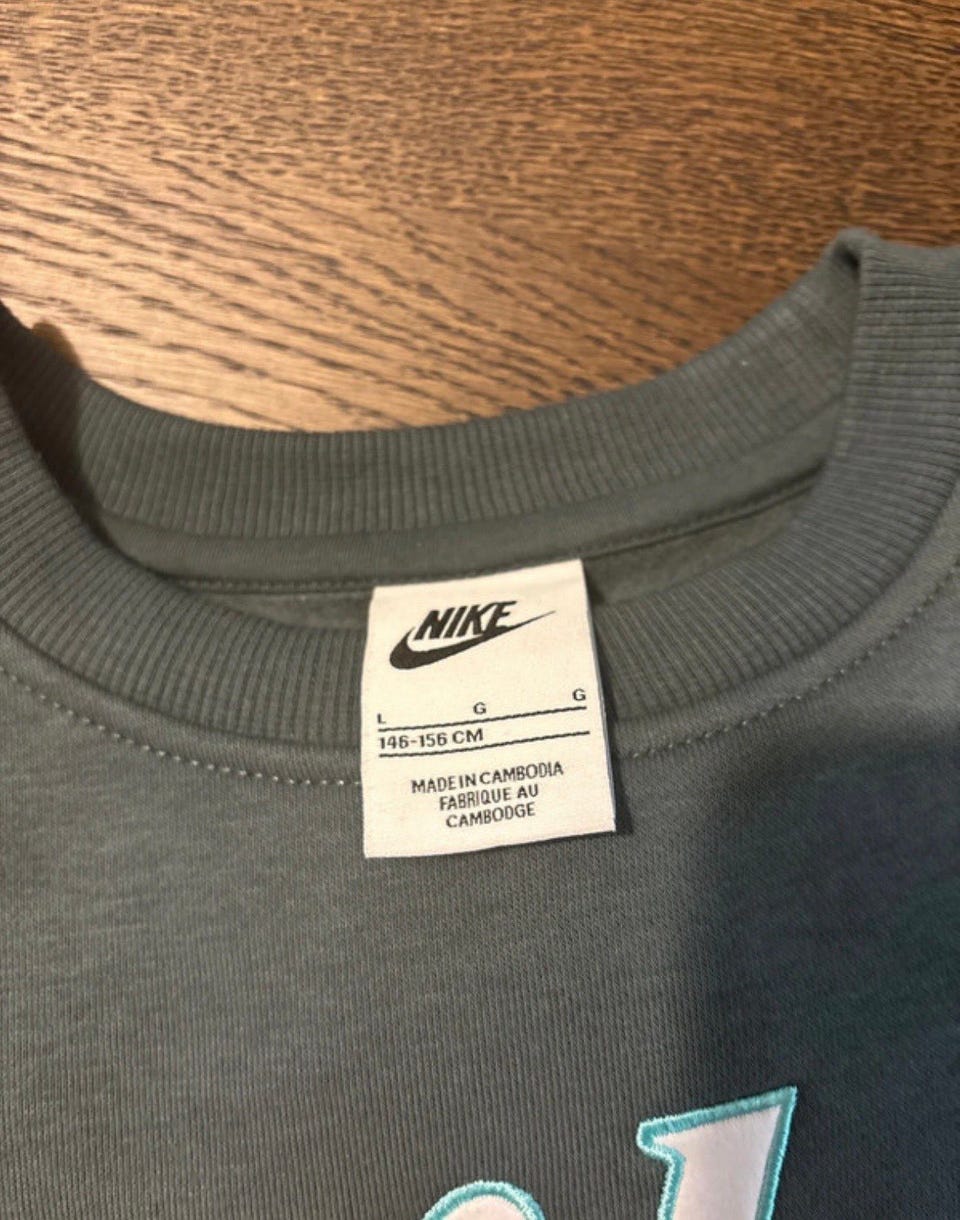 NIKE
L G G
146-156 CM
MADE IN CAMBODIA
FABRIQUE AU
CAMBODGE